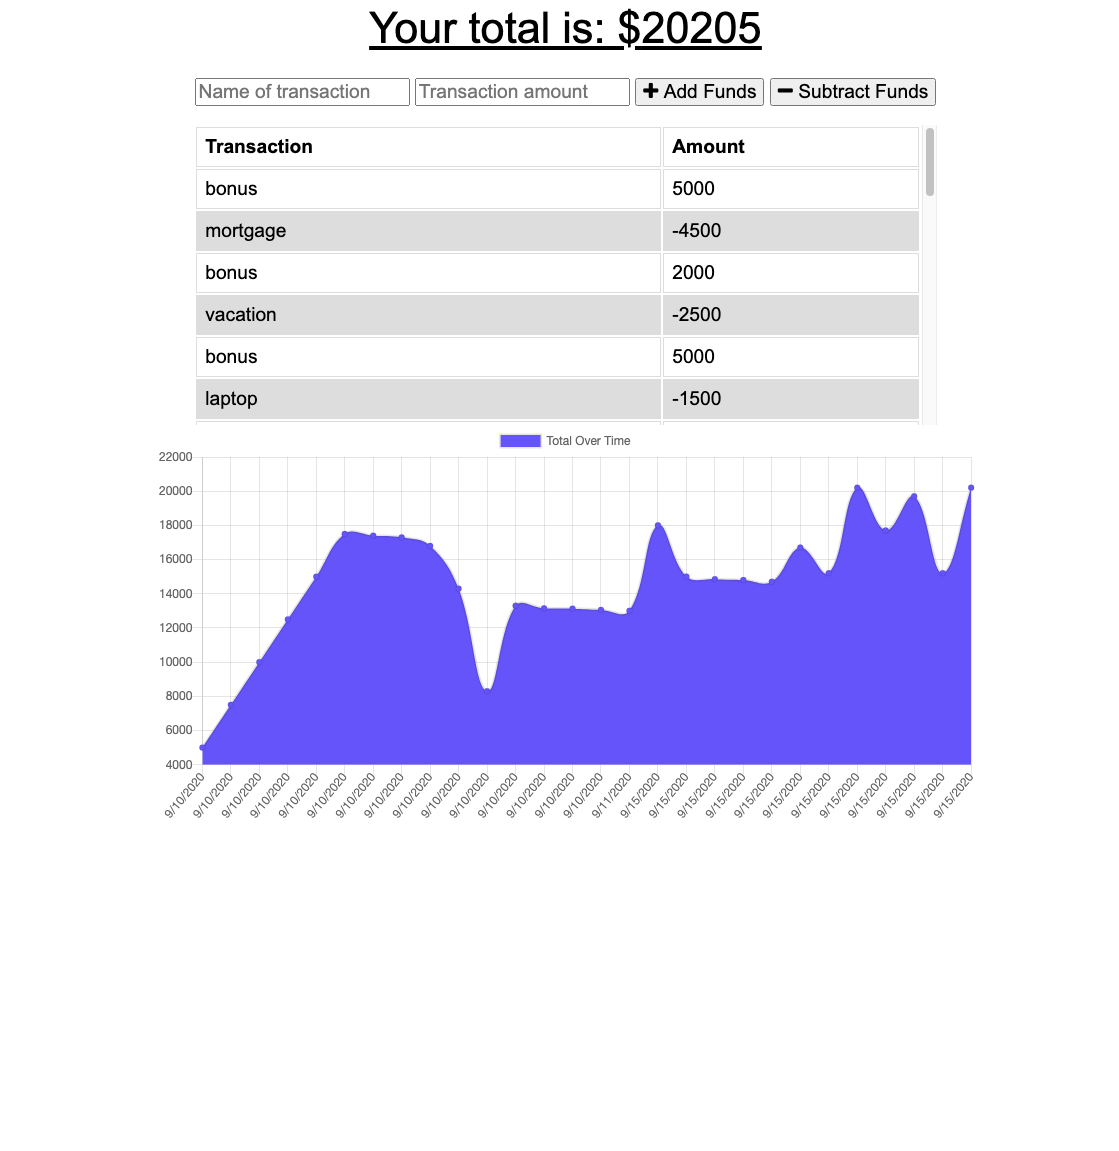 Your total is: $20205
Name of transaction Transaction amount Add Funds Subtract Funds
Transaction Amount
bonus 5000
mortgage -4500
bonus 2000
vacation -2500
bonus 5000
laptop -1500
Total Over Time
22000
20000
18000
16000
14000
12000
10000
8000
6000
4000
9/10/2020 9/10/2020 9/10/2020 9/10/2020 9/10/2020 9/10/2020 9/10/2020 9/10/2020 9/10/2020 9/10/2020 9/10/2020 9/10/2020 9/10/2020 9/10/2020 9/10/2020 9/11/2020 9/15/2020 9/15/2020 9/15/2020 9/15/2020 9/15/2020 9/15/2020 9/15/2020 9/15/2020 9/15/2020 9/15/2020 9/15/2020 9/15/2020